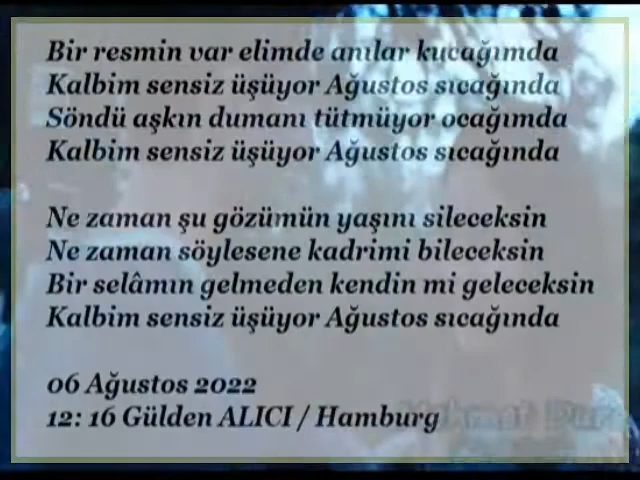 Bir resmin var elimde anılar kucağımda
Kalbim sensiz üşüyor Ağustos sıcağında
Söndü aşkın dumanı tütmüyor ocağımda
Kalbim sensiz üşüyor Ağustos sıcağında
Ne zaman şu gözümün yaşını sileceksin
Ne zaman söylesene kadrimi bileceksin
Bir selâmın gelmeden kendin mi geleceksin
Kalbim sensiz üşüyor Ağustos sıcağında
06 Ağustos 2022
12: 16 Gülden ALICI / Hamburg